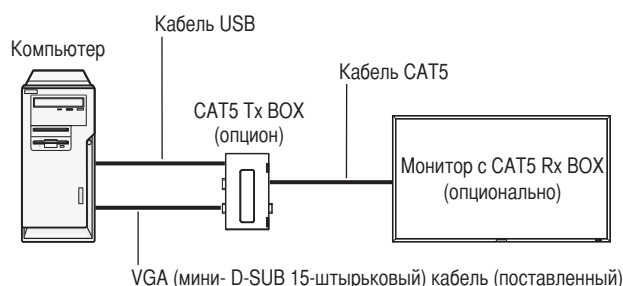 Кабель USB
Компьютер
Кабель CAT5
CAT5 Tx BOX
(опцион)
Монитор с CAT5 Rx BOX
(опционально)
VGA (мини- D-SUB 15-штырьковый) кабель (поставленный)